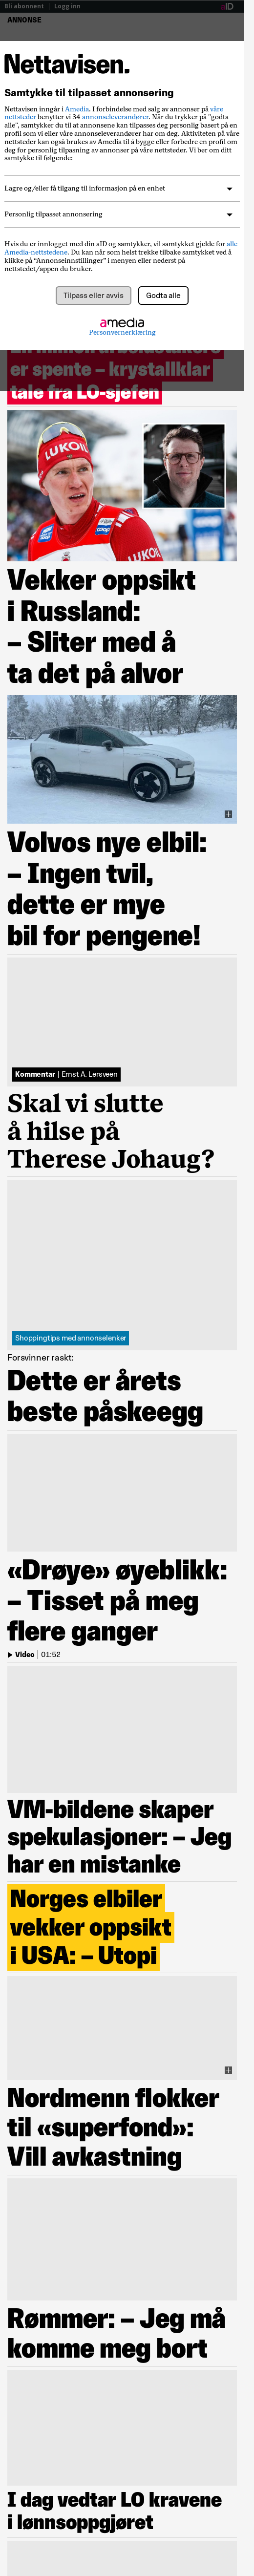 Bli abonnent | Logg inn
aID
ANNONSE
Nettavisen.
Samtykke til tilpasset annonsering
Nettavisen inngår i Amedia. I forbindelse med salg av annonser på våre
nettsteder benytter vi 34 annonseleverandører. Når du trykker på "godta
alle", samtykker du til at annonsene kan tilpasses deg personlig basert på en
profil som vi eller våre annonseleverandører har om deg. Aktiviteten på våre
nettsteder kan også brukes av Amedia til å bygge eller forbedre en profil om
deg for personlig tilpasning av annonser på våre nettsteder. Vi ber om ditt
samtykke til følgende:
Lagre og/eller få tilgang til informasjon på en enhet
Personlig tilpasset annonsering
Hvis du er innlogget med din aID og samtykker, vil samtykket gjelde for alle
Amedia-nettstedene. Du kan når som helst trekke tilbake samtykket ved å
klikke på “Annonseinnstillinger” i menyen eller nederst på
nettstedet/appen du bruker.
Tilpass eller avvis
Godta alle
amedia
Personvernerklæring
er spente – krystallklar
tale fra LO-sjefen
Vekker oppsikt
i Russland:
– Sliter med å
ta det på alvor
Volvos nye elbil:
– Ingen tvil,
dette er mye
bil for pengene!
Kommentar | Ernst A. Lersveen
Skal vi slutte
å hilse på
Therese Johaug?
Shoppingtips med annonselenker
Forsvinner raskt:
Dette er årets
beste påskeegg
«Drøye» øyeblikk:
– Tisset på meg
flere ganger
Video | 01:52
VM-bildene skaper
spekulasjoner: – Jeg
har en mistanke
Norges elbiler
vekker oppsikt
i USA: – Utopi
Nordmenn flokker
til «superfond»:
Vill avkastning
Rømmer: – Jeg må
komme meg bort
I dag vedtar LO kravene
i lønnsoppgjøret